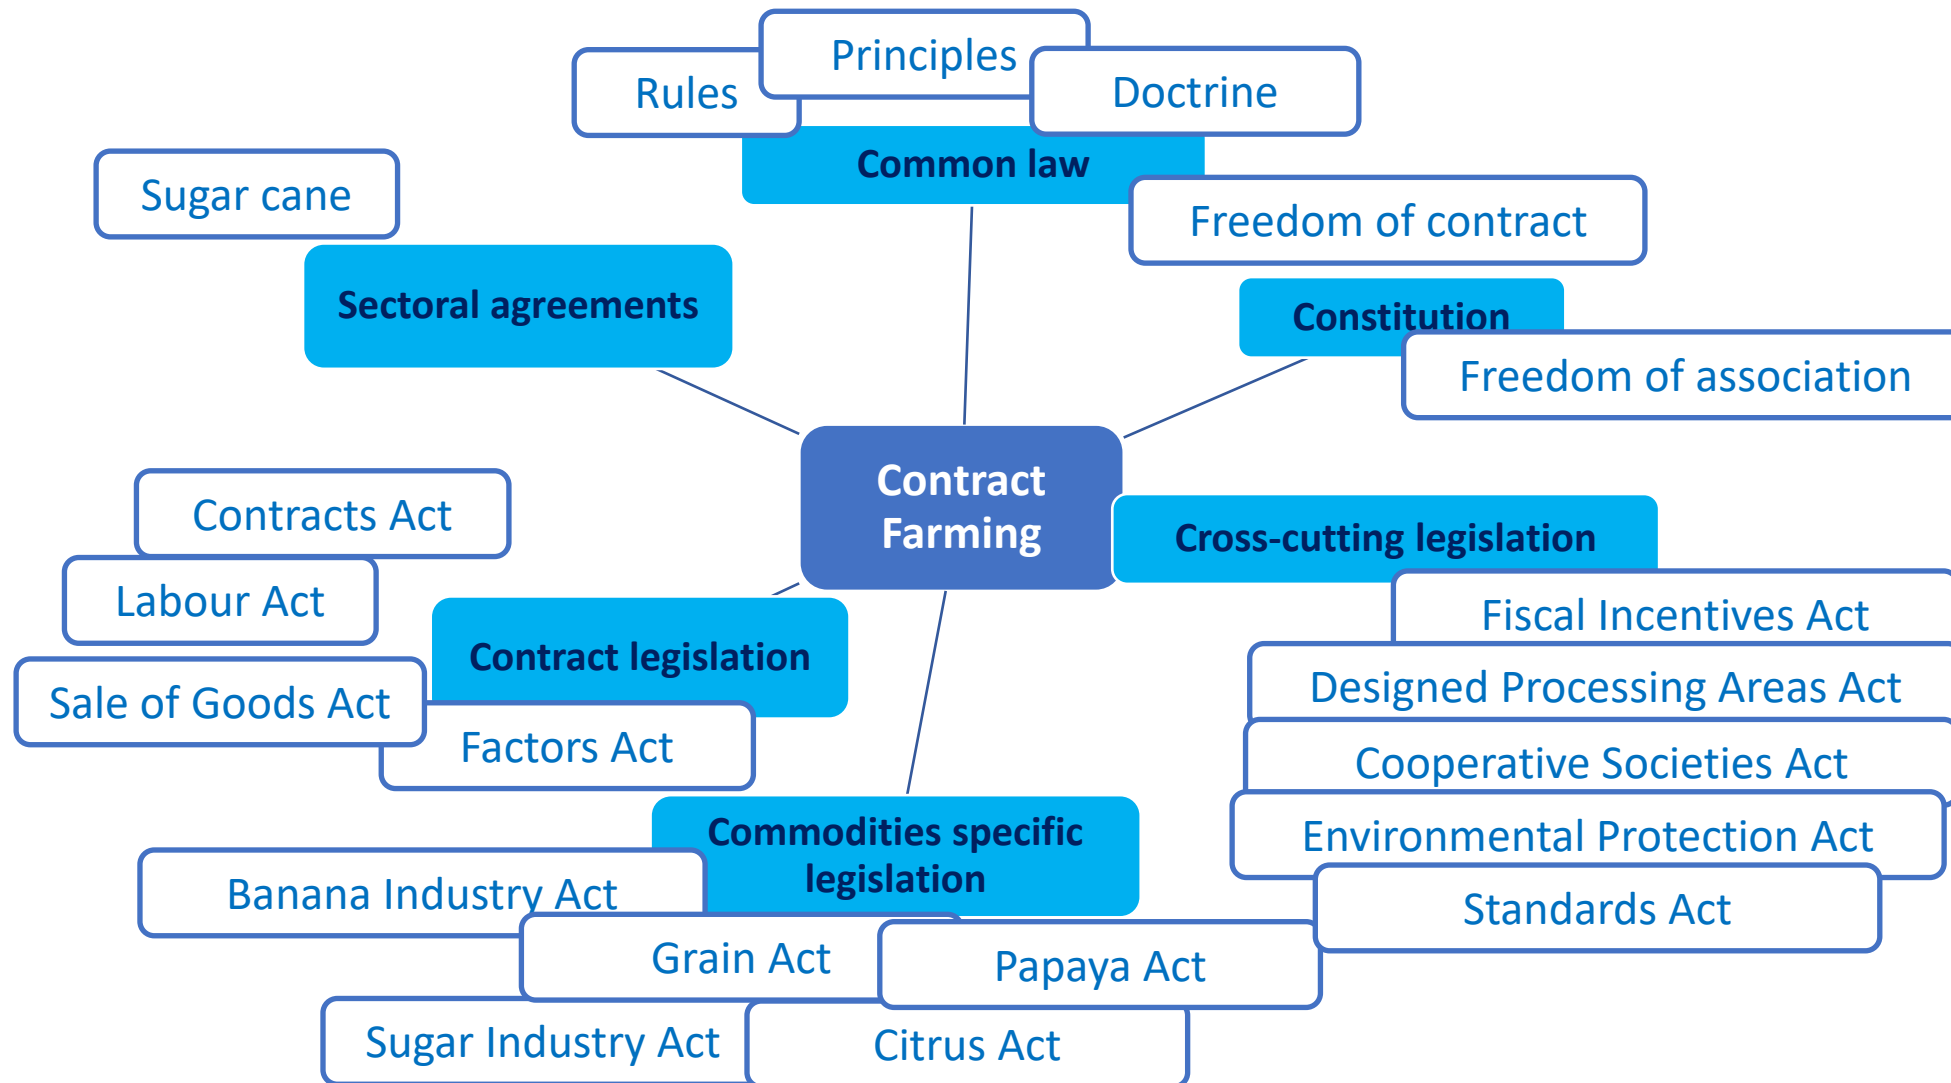 Principles
Rules
Doctrine
Common law
Sugar cane
Freedom of contract
Sectoral agreements
Constitution
Freedom of association
Contract
Farming
Contracts Act
Cross-cutting legislation
Labour Act
Fiscal Incentives Act
Contract legislation
Designed Processing Areas Act
Sale of Goods Act
Factors Act
Cooperative Societies Act
Commodities specific
legislation
Environmental Protection Act
Banana Industry Act
Standards Act
Grain Act
Papaya Act
Sugar Industry Act
Citrus Act